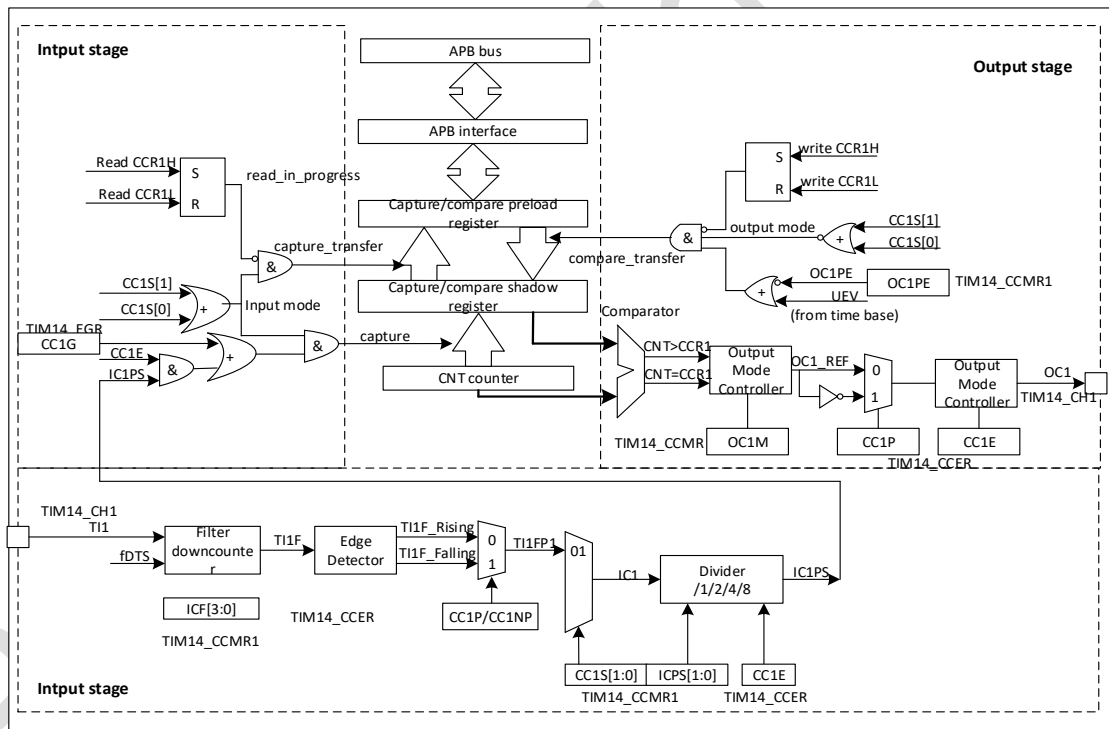 Intput stage
APB bus
Output stage
APB interface
Read CCR1H
S
write CCR1H
read_in_progress
S
Read CCR1L
R
R
write CCR1L
Capture/compare preload
register
CC1S[1]
output mode
&
+
CC1S[0]
capture_transfer
&
compare_transfer
CC1S[1]
Input mode
Capture/compare shadow
register
OC1PE
OC1PE
TIM14_CCMR1
+
+
UEV
(from time base)
CC1S[0]
TIM14_EGR
CC1G
Comparator
capture
&
CC1E
+
IC1PS
&
CNT counter
CNT>CCR1
CNT=CCR1
Output
Mode
Controller
OC1_REF
0
1
Output
Mode
Controller
OC1
TIM14_CH1
TIM14_CCMR
OC1M
CC1P
CC1E
TIM14_CCER
TIM14_CH1
TI1
Filter
downcounte
r
fDTS
TI1F
Edge
Detector
TI1F_Rising
TI1F_Falling
0
1
TI1FP1
01
IC1
Divider
/1/2/4/8
IC1PS
ICF[3:0]
TIM14_CCMR1
TIM14_CCER
CC1P/CC1NP
CC1S[1:0]
ICPS[1:0]
CC1E
TIM14_CCMR1
TIM14_CCER
Intput stage